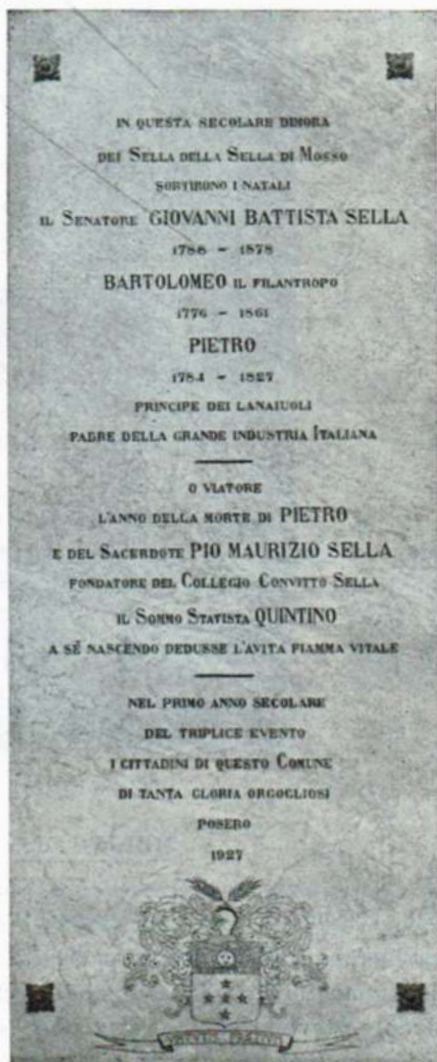 IN QUESTA SECOLARE DIMORA
DEI SELLA DELLA SELLA DI MOSSO
SORTIRONO I NATALI
IL SENATORE GIOVANNI BATTISTA SELLA
1788 - 1878
BARTOLOMEO IL FILANTROPO
1776 - 1861
PIETRO
1784 - 1827
PRINCIPE DEI LANAIUOLI
PADRE DELLA GRANDE INDUSTRIA ITALIANA
O VIATORE
L'ANNO DELLA MORTE DI PIETRO
E DEL SACERDOTE PIO MAURIZIO SELLA
FONDATORE DEL COLLEGIO CONVITTO SELLA
IL SOMMO STATISTA QUINTINO
A SÉ NASCENDO DEDUSSE L'AVITA FIAMMA VITALE
NEL PRIMO ANNO SECOLARE
DEL TRIPLICE EVENTO
I CITTADINI DI QUESTO COMUNE
DI TANTA GLORIA ORGOGLIOSI
POSERO
1927